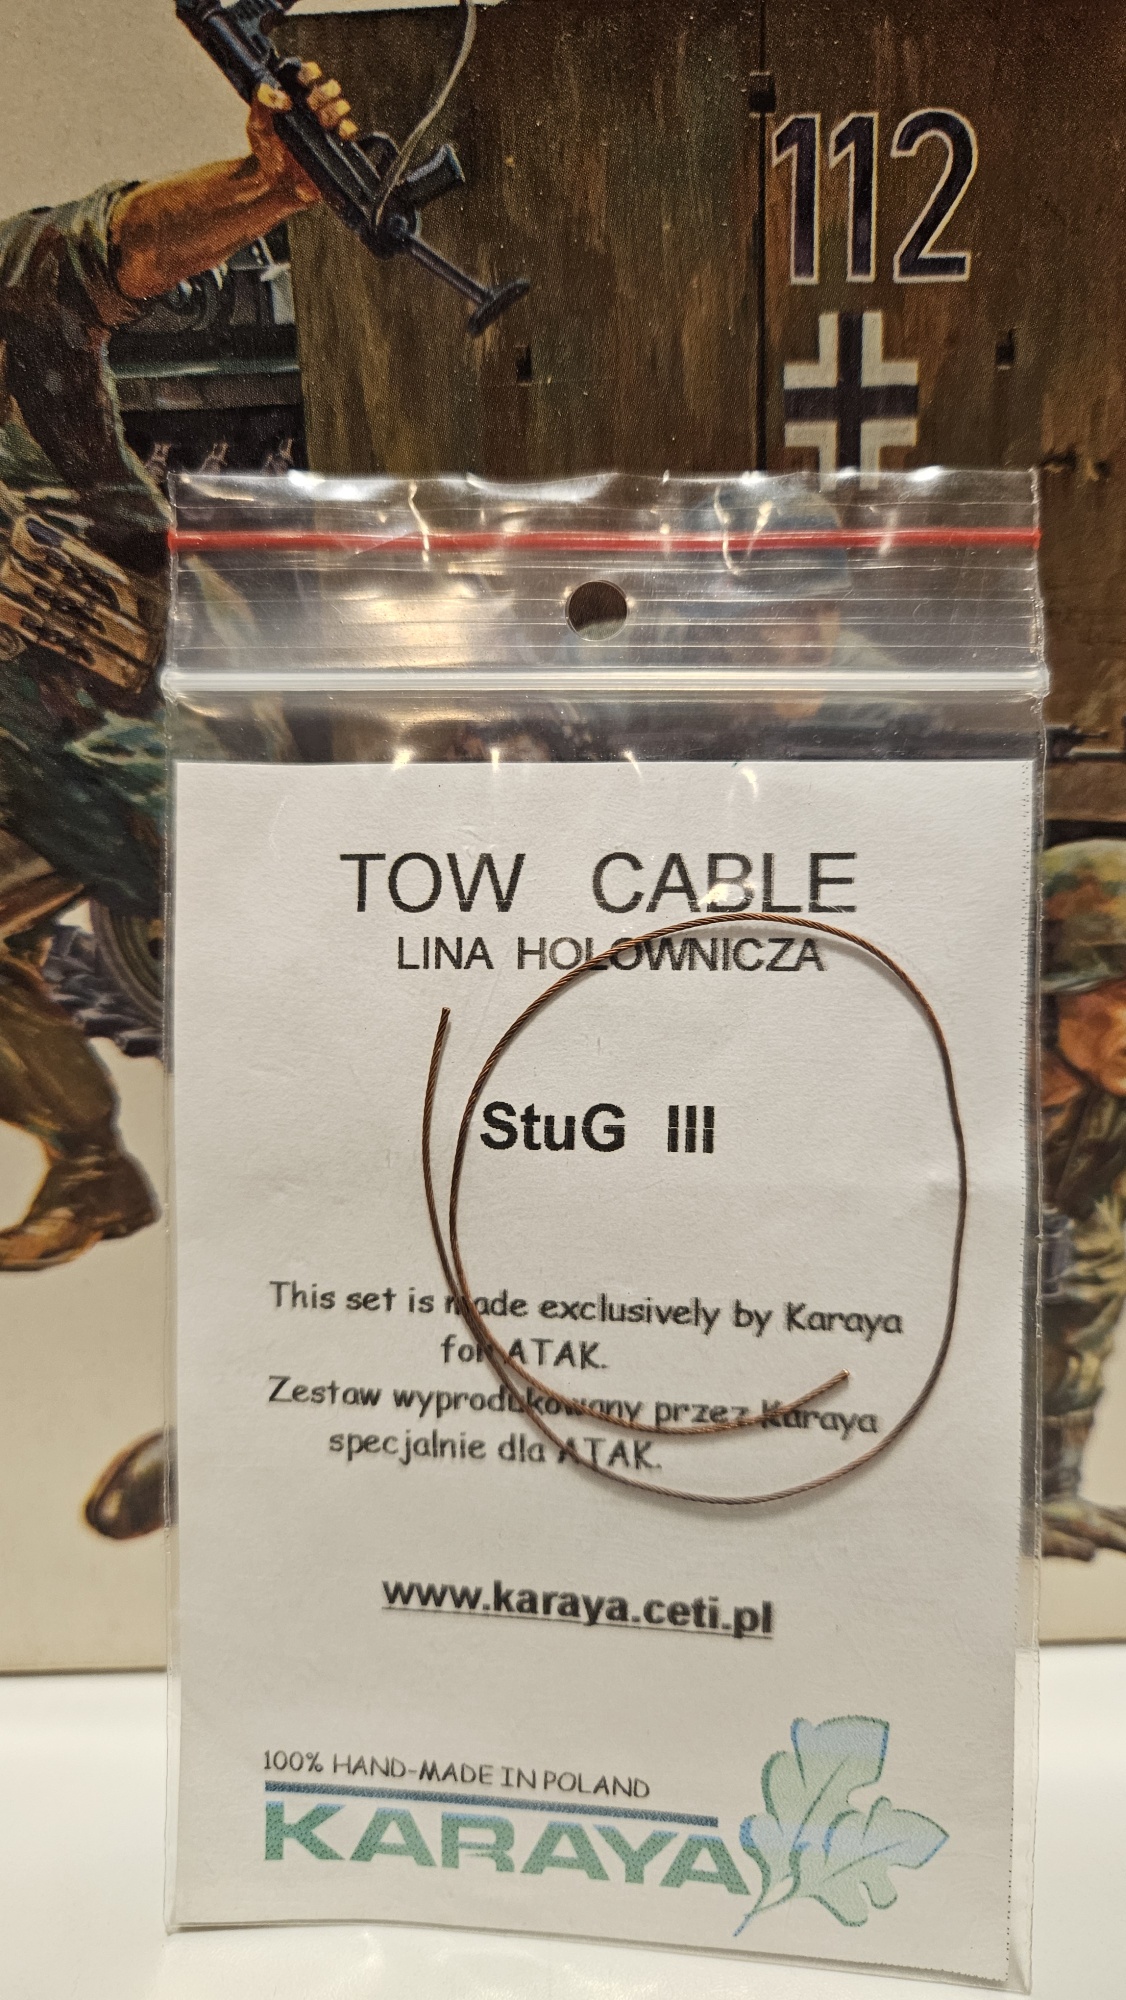 112
TOW CABLE
LINA HOLOWNICZA
StuG III
This set is made exclusively by Karaya
for ATAK.
Zestaw wyprodukowany przez Karaya
specjalnie dla ATAK.
www.karaya.ceti.pl
100% HAND-MADE IN POLAND
KARAYA